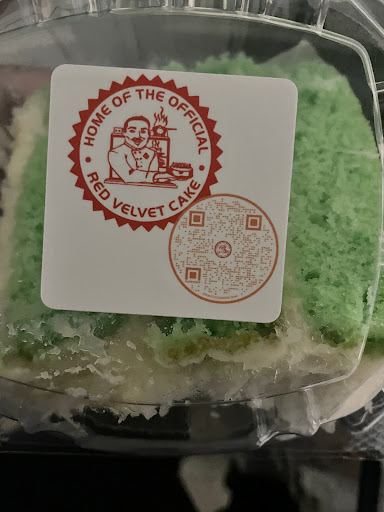 HOME OF THE OFFICIAL
RED VELVET CAKE